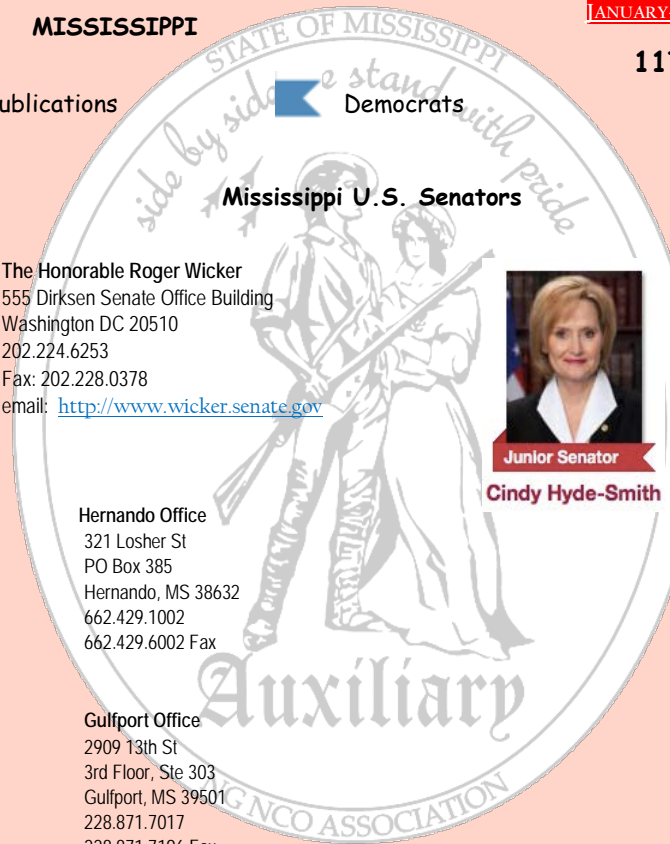 MISSISSIPPI
JANUARY
117
ublications
Democrats
STATE OF MISSISSIPPI
side by side we stand with pride
Mississippi U.S. Senators
The Honorable Roger Wicker
555 Dirksen Senate Office Building
Washington DC 20510
202.224.6253
Fax: 202.228.0378
email: http://www.wicker.senate.gov
Junior Senator
Cindy Hyde-Smith
Hernando Office
321 Losher St
PO Box 385
Hernando, MS 38632
662.429.1002
662.429.6002 Fax
Auxiliary
Gulfport Office
2909 13th St
3rd Floor, Ste 303
Gulfport, MS 39501
228.871.7017
NG NCO ASSOCIATION